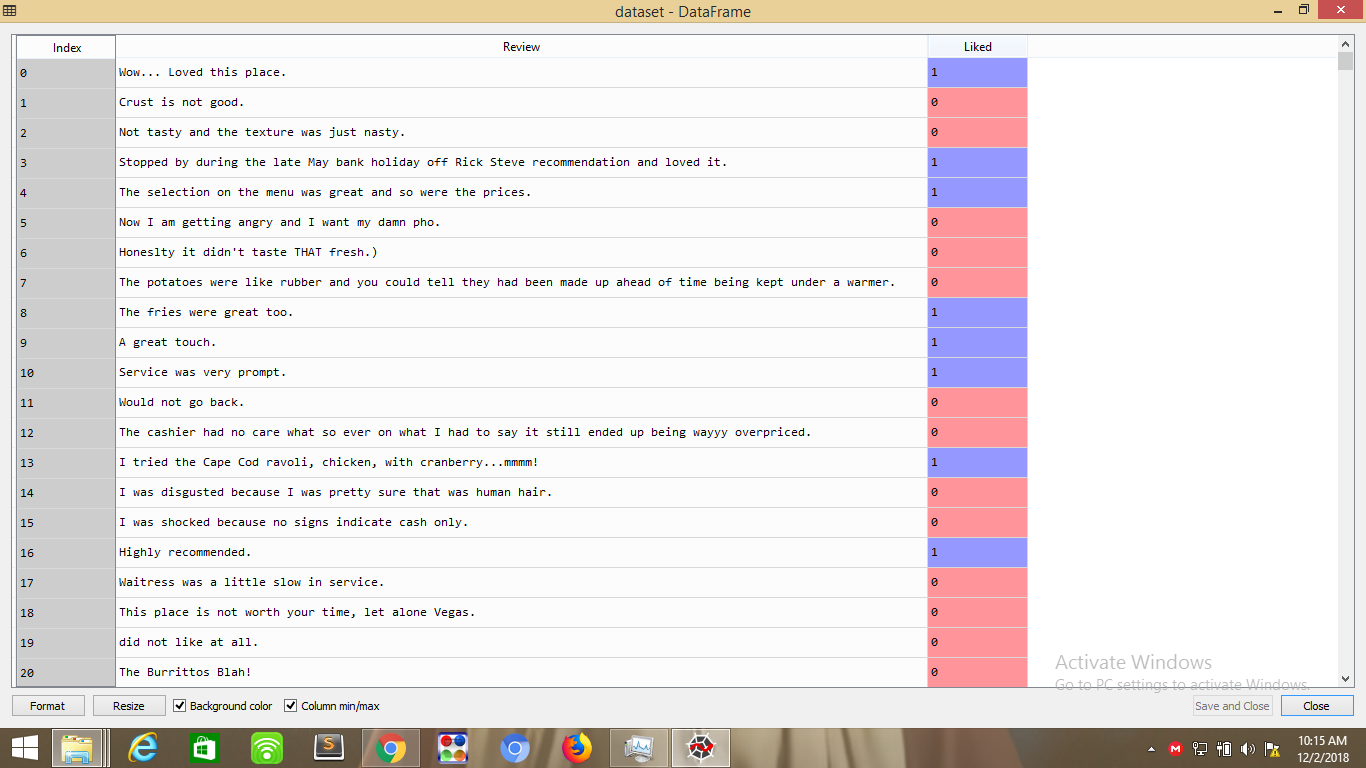 dataset - DataFrame
Index Review Liked
0 Wow... Loved this place. 1
1 Crust is not good. 0
2 Not tasty and the texture was just nasty. 0
3 Stopped by during the late May bank holiday off Rick Steve recommendation and loved it. 1
4 The selection on the menu was great and so were the prices. 1
5 Now I am getting angry and I want my damn pho. 0
6 Honeslty it didn't taste THAT fresh.) 0
7 The potatoes were like rubber and you could tell they had been made up ahead of time being kept under a warmer. 0
8 The fries were great too. 1
9 A great touch. 1
10 Service was very prompt. 1
11 Would not go back. 0
12 The cashier had no care what so ever on what I had to say it still ended up being wayyy overpriced. 0
13 I tried the Cape Cod ravoli, chicken, with cranberry...mmmm! 1
14 I was disgusted because I was pretty sure that was human hair. 0
15 I was shocked because no signs indicate cash only. 0
16 Highly recommended. 1
17 Waitress was a little slow in service. 0
18 This place is not worth your time, let alone Vegas. 0
19 did not like at all. 0
20 The Burrittos Blah! 0
Activate Windows
Go to PC settings to activate Windows.
Format Resize Background color Column min/max Save and Close Close
10:15 AM
12/2/2018